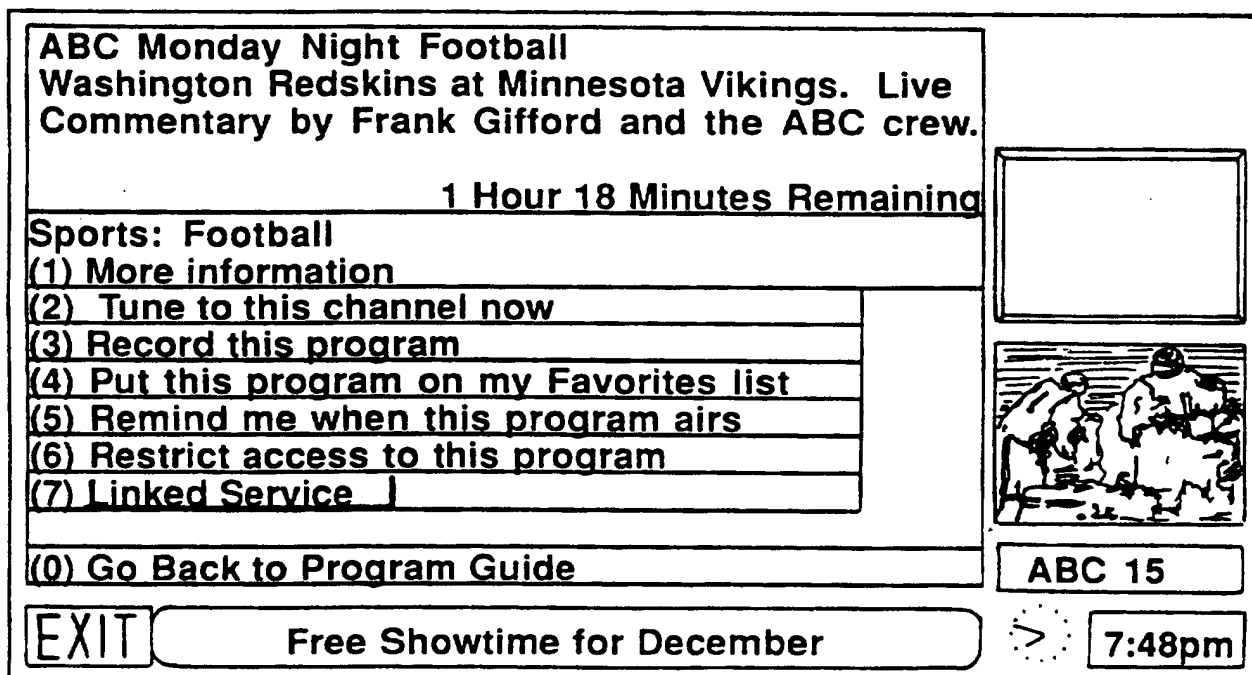 ABC Monday Night Football
Washington Redskins at Minnesota Vikings. Live
Commentary by Frank Gifford and the ABC crew.
1 Hour 18 Minutes Remaining
Sports: Football
(1) More information
(2) Tune to this channel now
(3) Record this program
(4) Put this program on my Favorites list
(5) Remind me when this program airs
(6) Restrict access to this program
(7) Linked Service
(0) Go Back to Program Guide
ABC 15
EXIT
Free Showtime for December
7:48pm